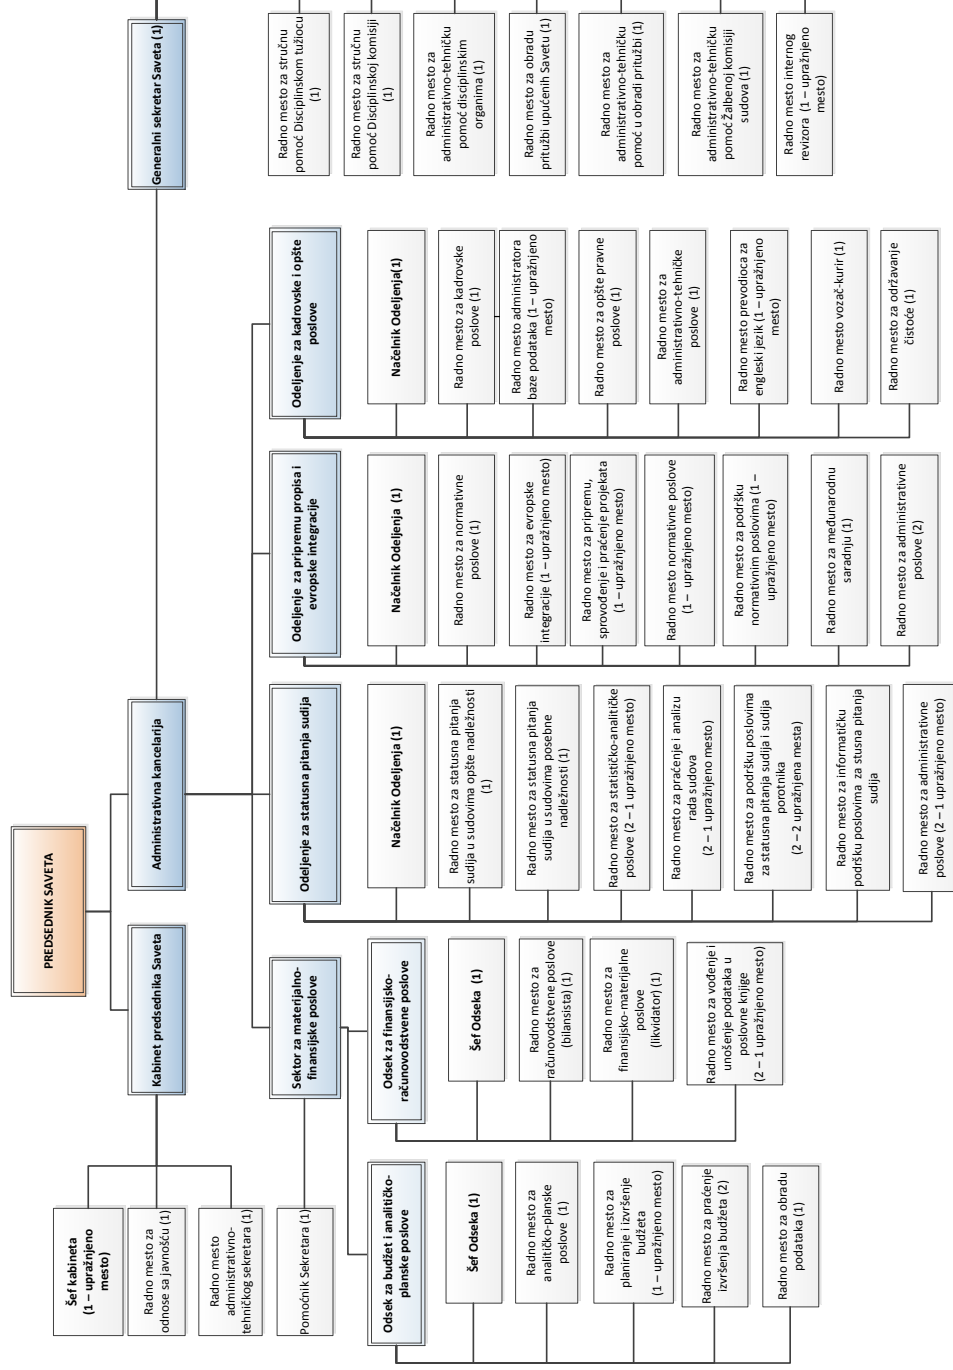 PREDSEDNIK SAVETA
Kabinet predsednika Saveta
Administrativna kancelarija
Generalni sekretar Saveta (1)
Šef kabineta
(1 – upražnjeno
mesto)
Radno mesto za
odnose sa javnošću (1)
Radno mesto
administrativno-
tehničkog sekretara (1)
Pomoćnik Sekretara (1)
Sektor za materijalno-
finansijske poslove
Odeljenje za statusna pitanja sudija
Odeljenje za pripremu propisa i
evropske integracije
Odeljenje za kadrovske i opšte
poslove
Odsek za budžet i analitičko-
planske poslove
Šef Odseka (1)
Radno mesto za
analitičko-planske
poslove (1)
Radno mesto za
planiranje i izvršenje
budžeta
(1 – upražnjeno mesto)
Radno mesto za praćenje
izvršenja budžeta (2)
Radno mesto za obradu
podataka (1)
Odsek za finansijsko-
računovodstvene poslove
Šef Odseka (1)
Radno mesto za
računovodstvene poslove
(bilansista) (1)
Radno mesto za
finansijsko-materijalne
poslove
(likvidator) (1)
Radno mesto za vođenje i
unošenje podataka u
poslovne knjige
(2 – 1 upražnjeno mesto)
Načelnik Odeljenja (1)
Radno mesto za statusna pitanja
sudija u sudovima opšte nadležnosti
(1)
Radno mesto za statusna pitanja
sudija u sudovima posebne
nadležnosti (1)
Radno mesto za statističko-analitičke
poslove (2 – 1 upražnjeno mesto)
Radno mesto za praćenje i analizu
rada sudova
(2 – 1 upražnjeno mesto)
Radno mesto za podršku poslovima
za statusna pitanja sudija i sudija
porotnika
(2 – 2 upražnjena mesta)
Radno mesto za informatičku
podršku poslovima za stusna pitanja
sudija
Radno mesto za administrativne
poslove (2 – 1 upražnjeno mesto)
Načelnik Odeljenja (1)
Radno mesto za normativne
poslove (1)
Radno mesto za evropske
integracije (1 – upražnjeno mesto)
Radno mesto za pripremu,
sprovođenje i praćenje projekata
(1 – upražnjeno mesto)
Radno mesto normativne poslove
(1 – upražnjeno mesto)
Radno mesto za podršku
normativnim poslovima (1 –
upražnjeno mesto)
Radno mesto za međunarodnu
saradnju (1)
Radno mesto za administrativne
poslove (2)
Načelnik Odeljenja(1)
Radno mesto za kadrovske
poslove (1)
Radno mesto administratora
baze podataka (1 – upražnjeno
mesto)
Radno mesto za opšte pravne
poslove (1)
Radno mesto za
administrativno-tehničke
poslove (1)
Radno mesto prevodioca za
engleski jezik (1 – upražnjeno
mesto)
Radno mesto vozač-kurir (1)
Radno mesto za održavanje
čistoće (1)
Radno mesto za stručnu
pomoć Disciplinskom tužiocu
(1)
Radno mesto za stručnu
pomoć Disciplinskoj komisiji
(1)
Radno mesto za
administrativno-tehničku
pomoć disciplinskim
organima (1)
Radno mesto za obradu
pritužbi upućenih Savetu (1)
Radno mesto za
administrativno-tehničku
pomoć u obradi pritužbi (1)
Radno mesto za
administrativno-tehničku
pomoć Žalbenoj komisiji
sudova (1)
Radno mesto internog
revizora (1 – upražnjeno
mesto)